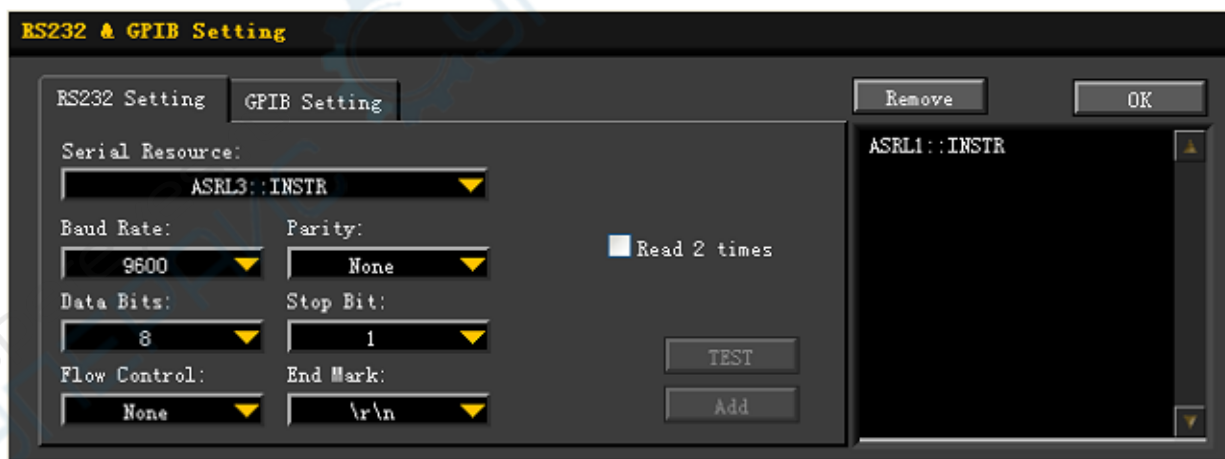 RS232 & GPIB Setting
RS232 Setting
GPIB Setting
Remove
OK
Serial Resource:
ASRL3::INSTR
ASRL1::INSTR
Baud Rate:
Parity:
9600
None
Read 2 times
Data Bits:
Stop Bit:
8
1
TEST
Flow Control:
End Mark:
None
\r\n
Add